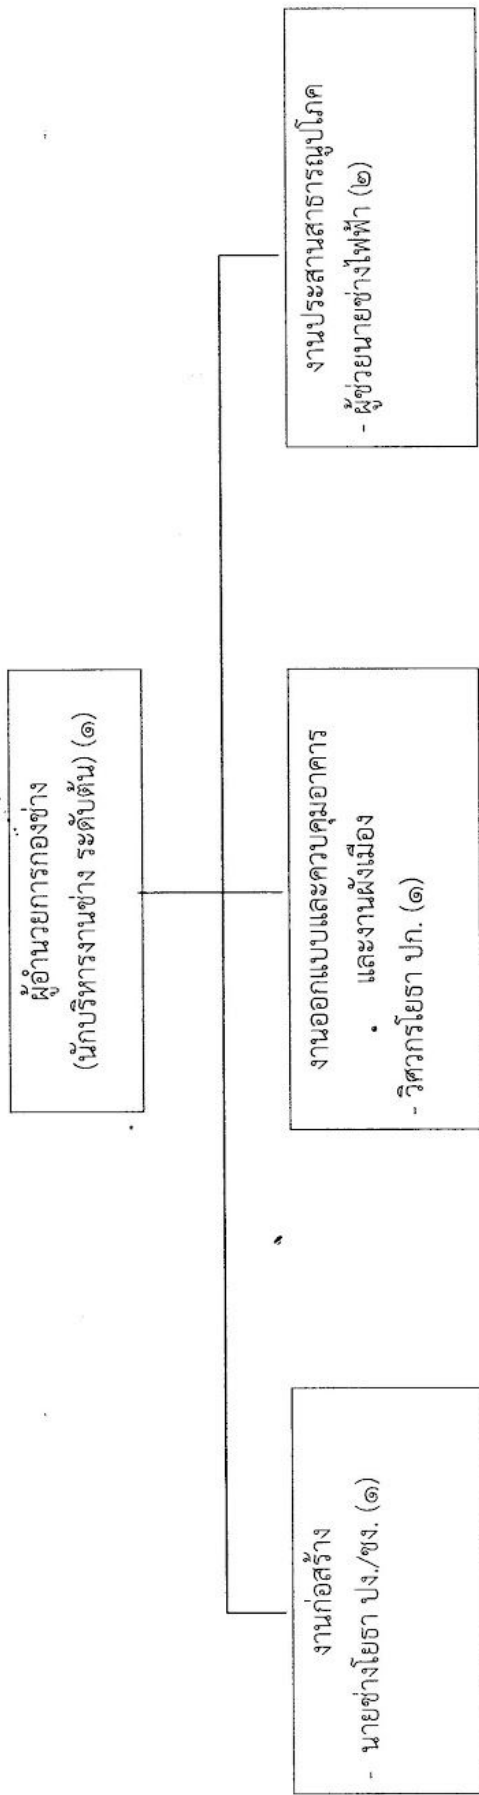 ผู้อำนวยการกองช่าง
(นักบริหารงานช่าง ระดับต้น) (๑)
งานก่อสร้าง
- นายช่างโยธา ปง./ชง. (๑)
งานออกแบบและควบคุมอาคาร
และงานผังเมือง
- วิศวกรโยธา ปก. (๑)
งานประสานสาธารณูปโภค
- ผู้ช่วยนายช่างไฟฟ้า (๒)